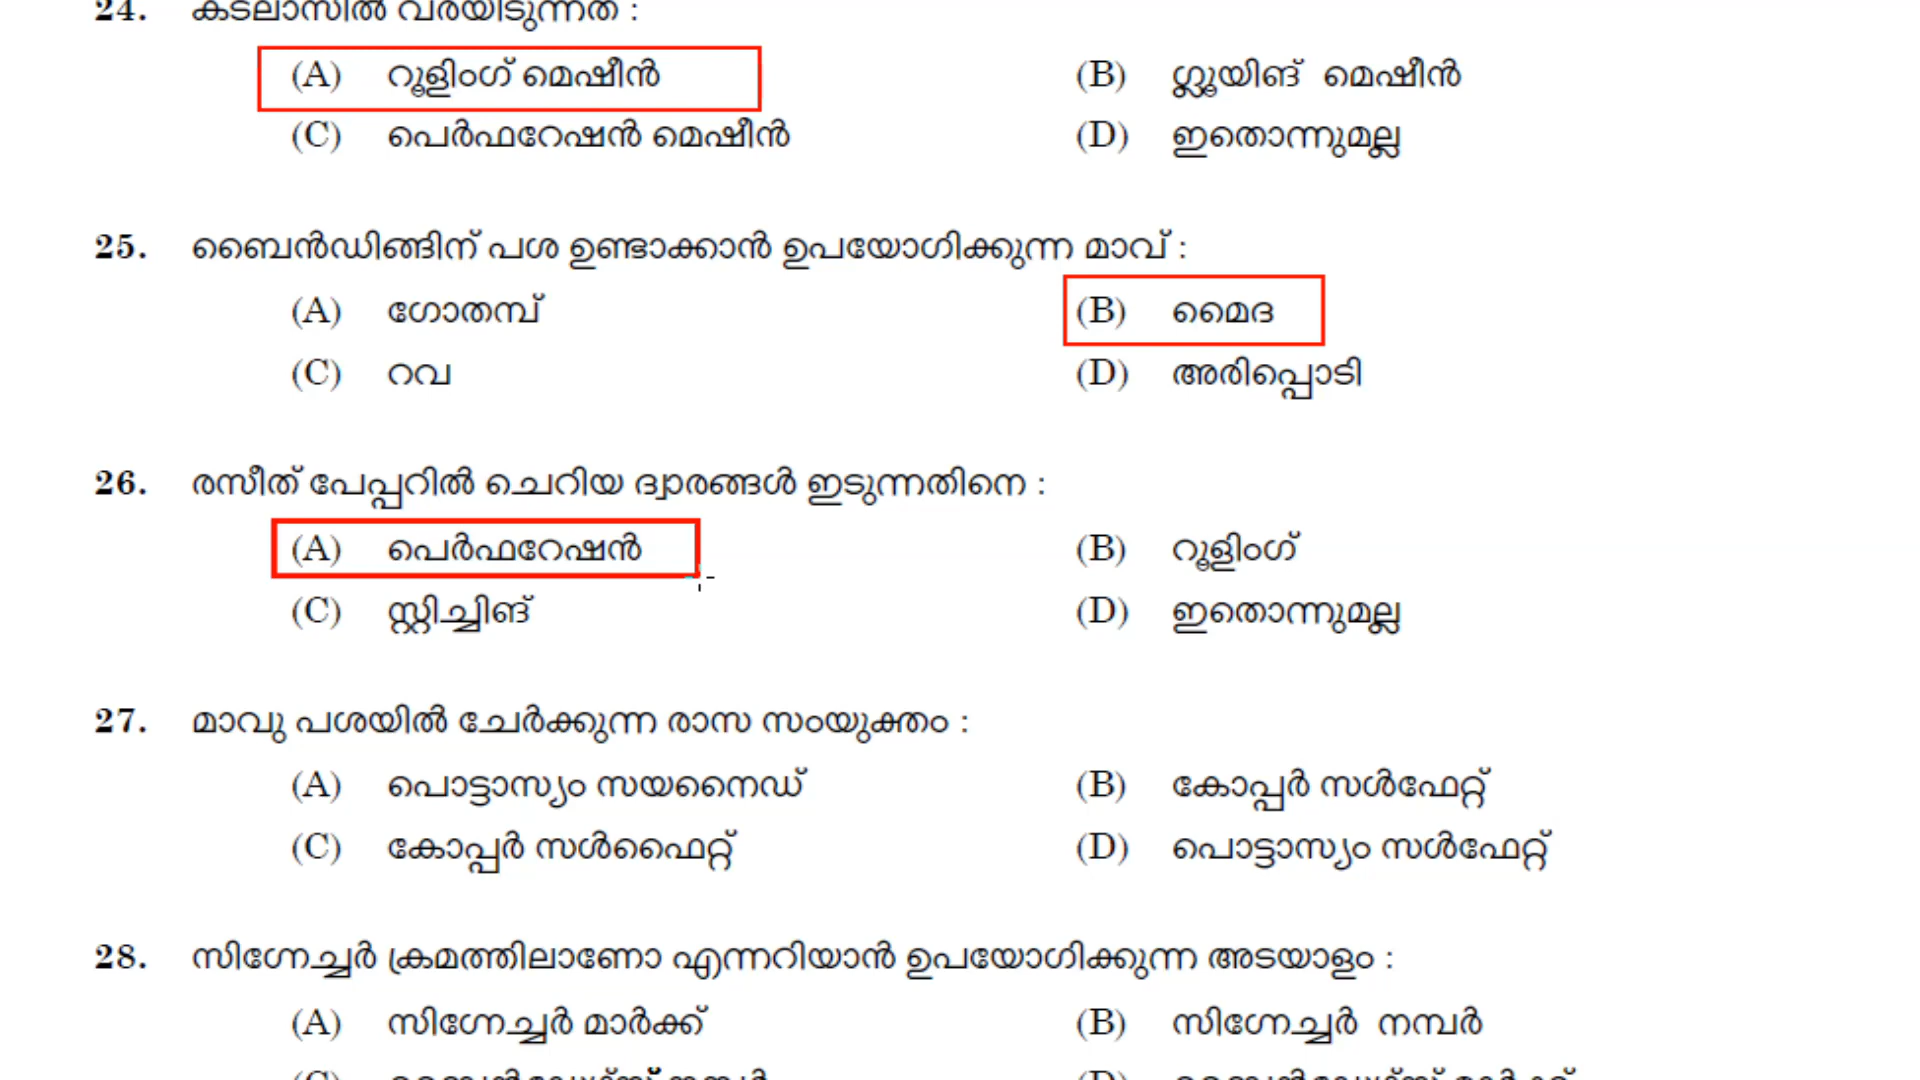 24. കടലാസിൽ വരയിടുന്നത് :
(A) റൂളിംഗ് മെഷീൻ (B) ഗ്ലൂയിങ് മെഷീൻ
(C) പെർഫറേഷൻ മെഷീൻ (D) ഇതൊന്നുമല്ല
25. ബൈൻഡിങ്ങിന് പശ ഉണ്ടാക്കാൻ ഉപയോഗിക്കുന്ന മാവ് :
(A) ഗോതമ്പ് (B) മൈദ
(C) റവ (D) അരിപ്പൊടി
26. രസീത് പേപ്പറിൽ ചെറിയ ദ്വാരങ്ങൾ ഇടുന്നതിനെ :
(A) പെർഫറേഷൻ (B) റൂളിംഗ്
(C) സ്റ്റിച്ചിങ് (D) ഇതൊന്നുമല്ല
27. മാവു പശയിൽ ചേർക്കുന്ന രാസ സംയുക്തം :
(A) പൊട്ടാസ്യം സയനൈഡ് (B) കോപ്പർ സൾഫേറ്റ്
(C) കോപ്പർ സൾഫൈറ്റ് (D) പൊട്ടാസ്യം സൾഫേറ്റ്
28. സിഗ്നേച്ചർ ക്രമത്തിലാണോ എന്നറിയാൻ ഉപയോഗിക്കുന്ന അടയാളം :
(A) സിഗ്നേച്ചർ മാർക്ക് (B) സിഗ്നേച്ചർ നമ്പർ